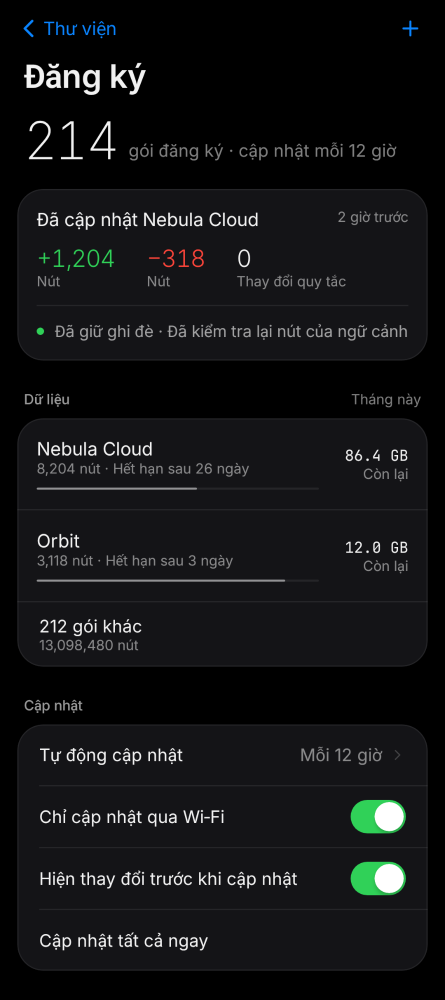 Thư viện
Đăng ký
214 gói đăng ký · cập nhật mỗi 12 giờ
Đã cập nhật Nebula Cloud 2 giờ trước
+1,204 −318 0
Nút Nút Thay đổi quy tắc
Đã giữ ghi đè · Đã kiểm tra lại nút của ngữ cảnh
Dữ liệu Tháng này
Nebula Cloud 86.4 GB
8,204 nút · Hết hạn sau 26 ngày Còn lại
Orbit 12.0 GB
3,118 nút · Hết hạn sau 3 ngày Còn lại
212 gói khác
13,098,480 nút
Cập nhật
Tự động cập nhật Mỗi 12 giờ
Chỉ cập nhật qua Wi-Fi
Hiện thay đổi trước khi cập nhật
Cập nhật tất cả ngay